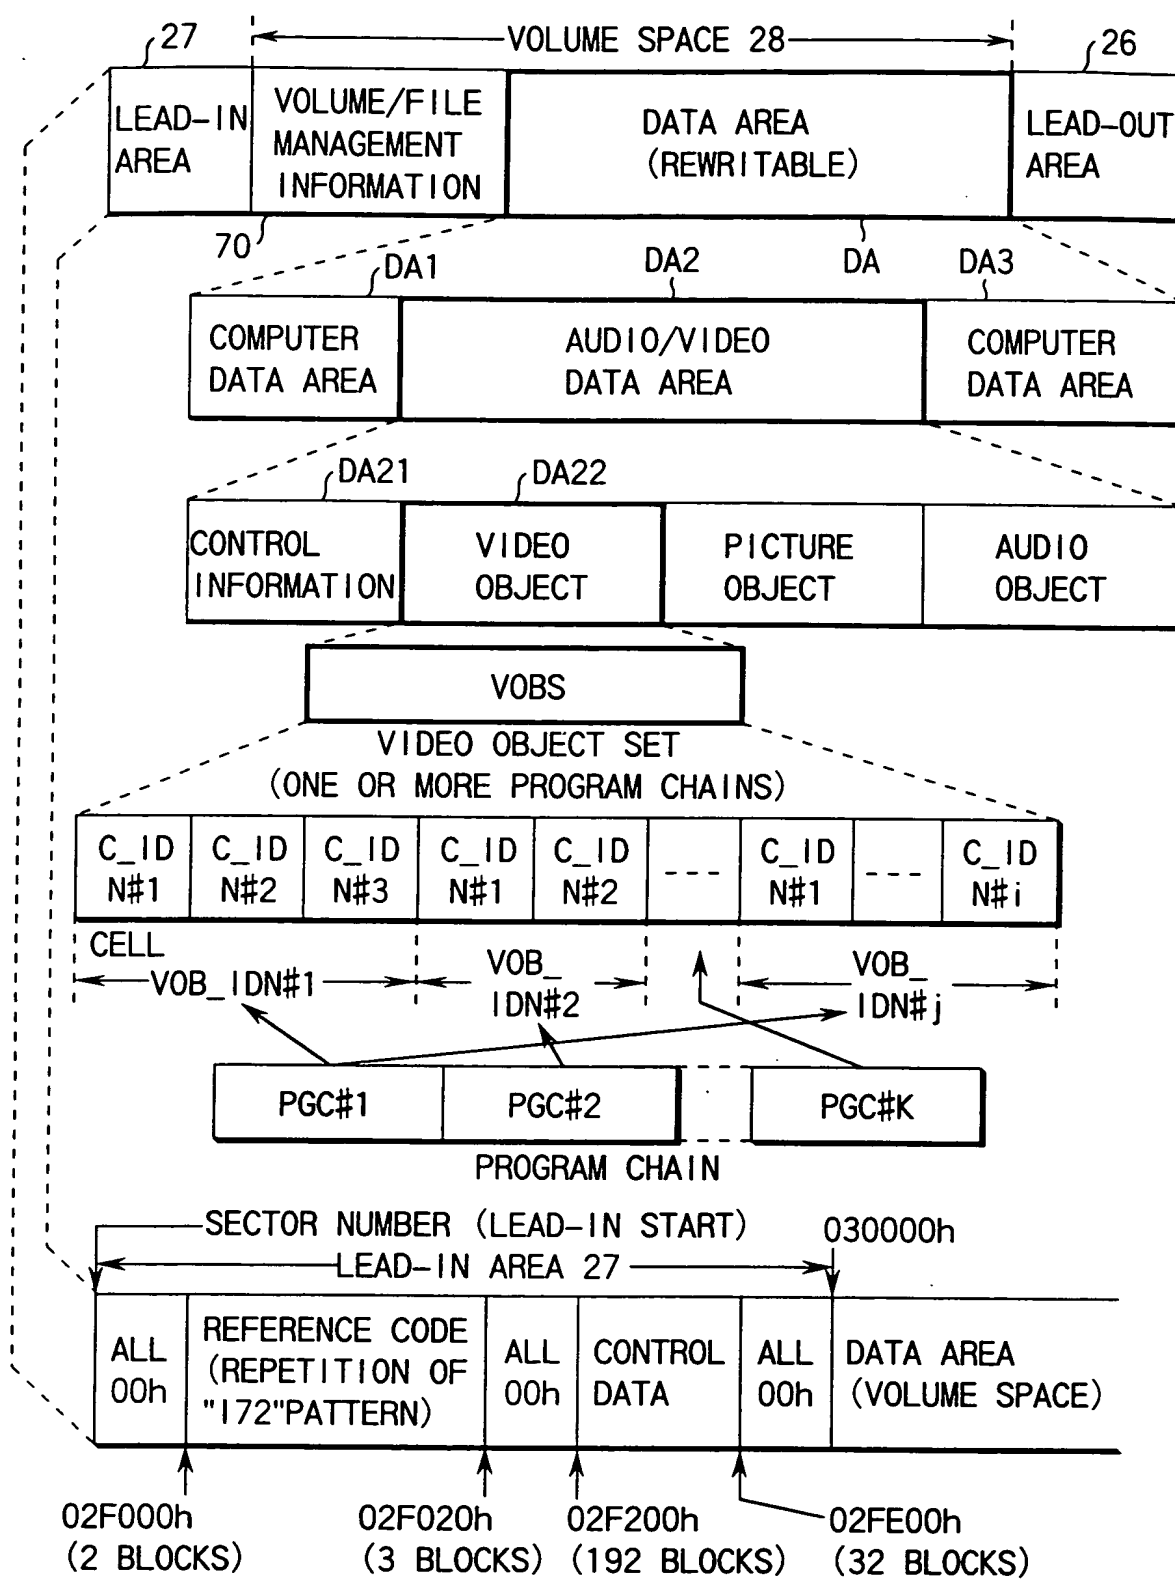 27
VOLUME SPACE 28
26
LEAD-IN AREA
VOLUME/FILE MANAGEMENT INFORMATION
DATA AREA (REWRITABLE)
LEAD-OUT AREA
70
DA1
DA2
DA
DA3
COMPUTER DATA AREA
AUDIO/VIDEO DATA AREA
COMPUTER DATA AREA
DA21
DA22
CONTROL INFORMATION
VIDEO OBJECT
PICTURE OBJECT
AUDIO OBJECT
VOBS
VIDEO OBJECT SET
(ONE OR MORE PROGRAM CHAINS)
C_ID N#1
C_ID N#2
C_ID N#3
C_ID N#1
C_ID N#2
----
C_ID N#1
----
C_ID N#i
CELL
VOB_IDN#1
VOB_ IDN#2
VOB_ IDN#j
PGC#1
PGC#2
PGC#K
PROGRAM CHAIN
SECTOR NUMBER (LEAD-IN START)
030000h
LEAD-IN AREA 27
ALL 00h
REFERENCE CODE (REPETITION OF "172"PATTERN)
ALL 00h
CONTROL DATA
ALL 00h
DATA AREA (VOLUME SPACE)
02F000h (2 BLOCKS)
02F020h (3 BLOCKS)
02F200h (192 BLOCKS)
02FE00h (32 BLOCKS)